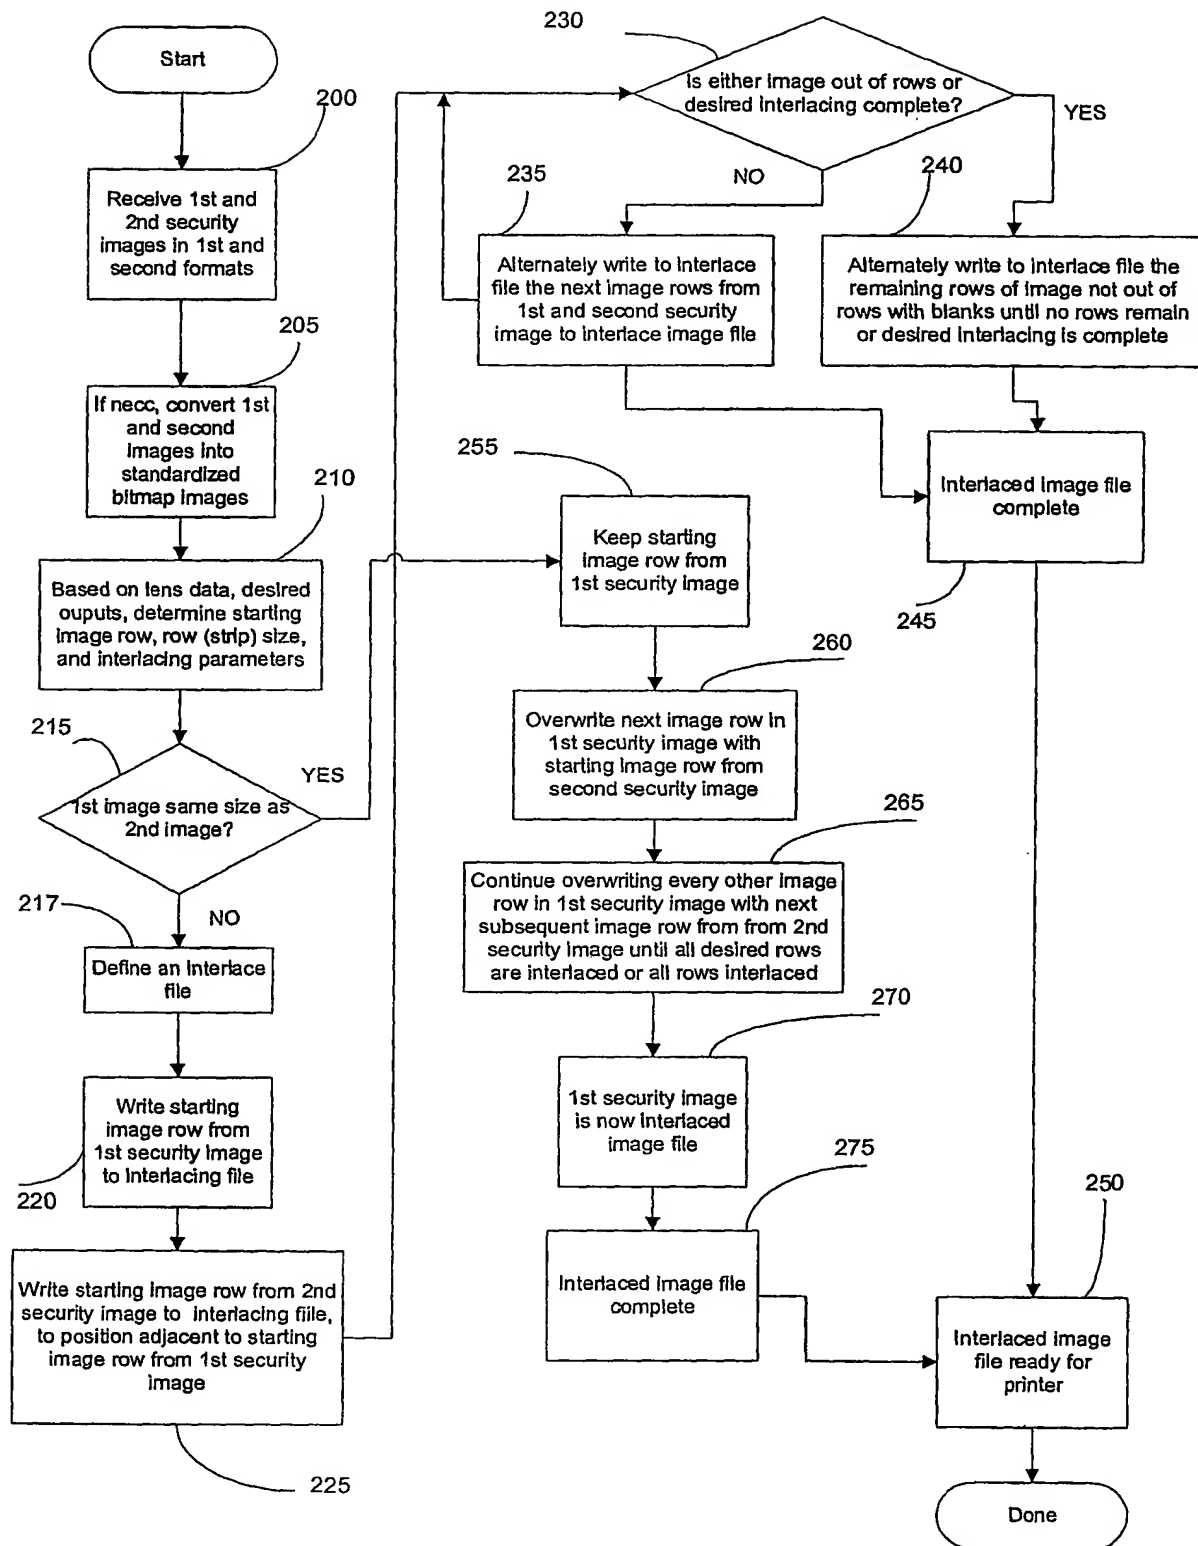 Start
200
Receive 1st and
2nd security
images in 1st and
second formats
205
If necc, convert 1st
and second
images into
standardized
bitmap images
210
Based on lens data, desired
ouputs, determine starting
image row, row (strip) size,
and interlacing parameters
215
1st image same size as
2nd image?
YES
NO
217
Define an interlace
file
Write starting
image row from
1st security image
to interlacing file
220
Write starting image row from 2nd
security image to interlacing fiile,
to position adjacent to starting
image row from 1st security
image
225
230
Is either image out of rows or
desired interlacing complete?
YES
NO
235
Alternately write to interlace
file the next image rows from
1st and second security
image to interlace image file
240
Alternately write to interlace file the
remaining rows of image not out of
rows with blanks until no rows remain
or desired interlacing is complete
Interlaced image file
complete
245
255
Keep starting
image row from
1st security image
260
Overwrite next image row in
1st security image with
starting image row from
second security image
265
Continue overwriting every other image
row in 1st security image with next
subsequent image row from from 2nd
security image until all desired rows
are interlaced or all rows interlaced
270
1st security image
is now interlaced
image file
275
Interlaced image file
complete
250
Interlaced image
file ready for
printer
Done